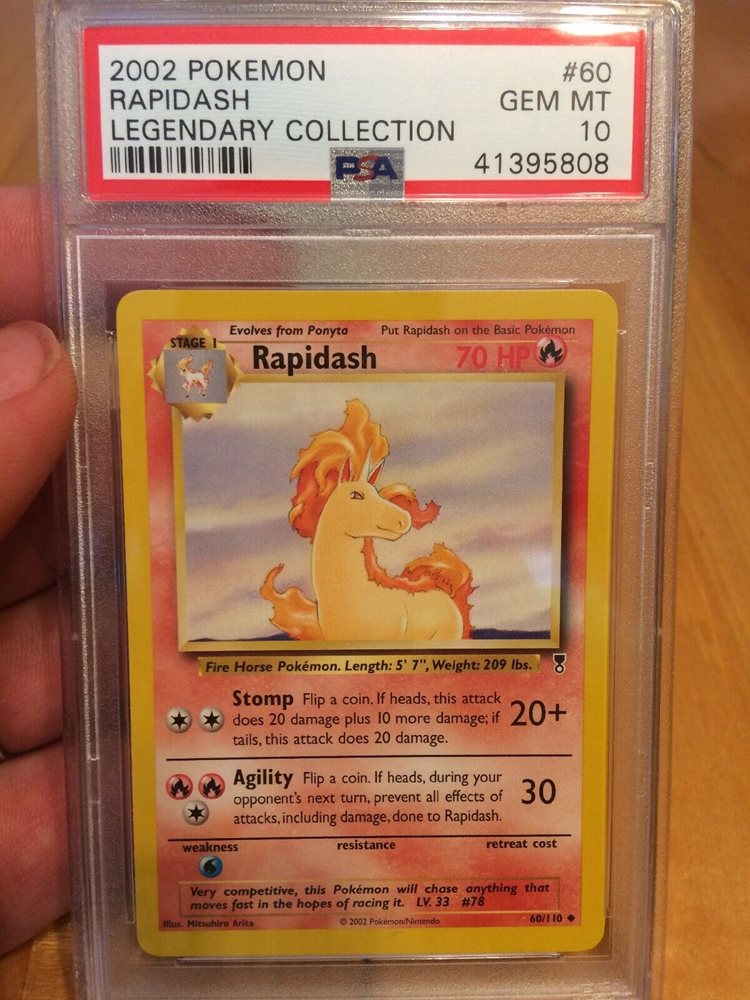 2002 POKEMON #60
RAPIDASH GEM MT
LEGENDARY COLLECTION 10
PSA 41395808
Evolves from Ponyta Put Rapidash on the Basic Pokémon
STAGE 1
Rapidash 70 HP
Fire Horse Pokémon. Length: 5' 7", Weight: 209 lbs.
Stomp Flip a coin. If heads, this attack
does 20 damage plus 10 more damage; if 20+
tails, this attack does 20 damage.
Agility Flip a coin. If heads, during your
opponent's next turn, prevent all effects of 30
attacks, including damage, done to Rapidash.
weakness resistance retreat cost
Very competitive, this Pokémon will chase anything that
moves fast in the hopes of racing it. LV. 33 #78
Illus. Mitsuhiro Arita © 2002 Pokémon/Nintendo 60/110